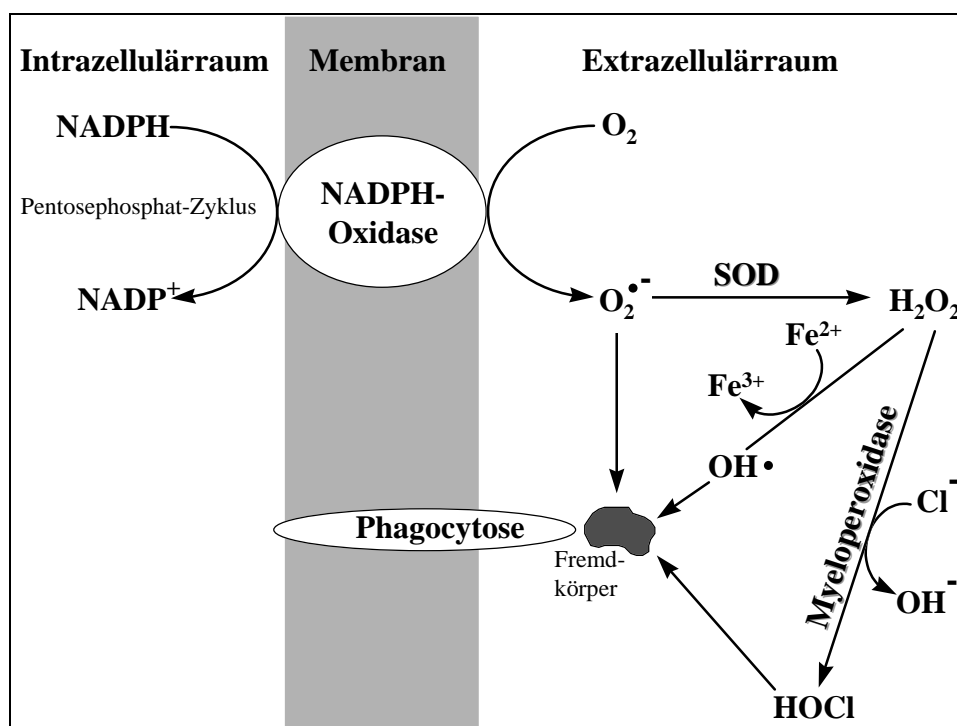 Intrazellulärraum
Membran
Extrazellulärraum
NADPH
O₂
Pentosephosphat-Zyklus
NADPH-
Oxidase
NADP⁺
O₂•⁻
SOD
H₂O₂
Fe²⁺
Fe³⁺
OH•
Myeloperoxidase
Cl⁻
Phagocytose
Fremd-
körper
OH⁻
HOCl